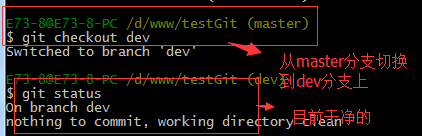 E73-8@E73-8-PC /d/www/testGit (master)
$ git checkout dev
Switched to branch 'dev'
从master分支切换
到dev分支上
E73-8@E73-8-PC /d/www/testGit (dev)
$ git status
On branch dev
nothing to commit, working directory clean
目前干净的